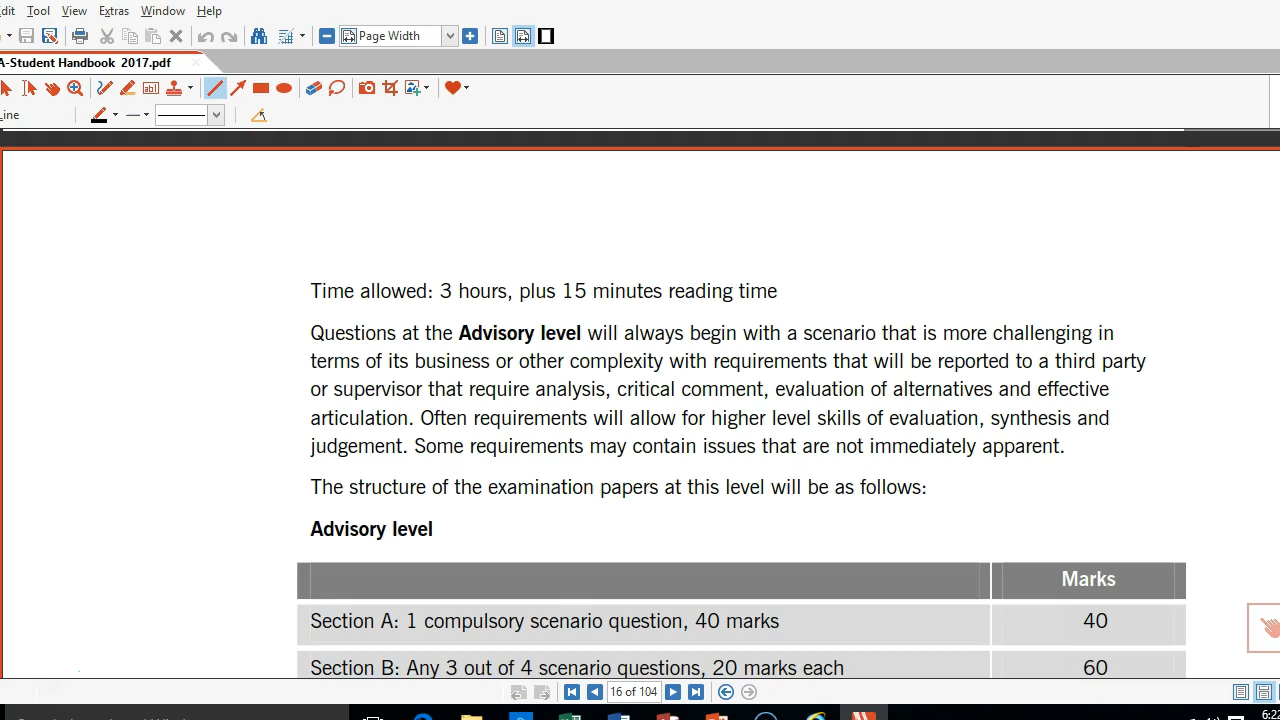 dit Tool View Extras Window Help
Page Width
A-Student Handbook 2017.pdf
ine
Time allowed: 3 hours, plus 15 minutes reading time
Questions at the Advisory level will always begin with a scenario that is more challenging in
terms of its business or other complexity with requirements that will be reported to a third party
or supervisor that require analysis, critical comment, evaluation of alternatives and effective
articulation. Often requirements will allow for higher level skills of evaluation, synthesis and
judgement. Some requirements may contain issues that are not immediately apparent.
The structure of the examination papers at this level will be as follows:
Advisory level
Marks
Section A: 1 compulsory scenario question, 40 marks 40
Section B: Any 3 out of 4 scenario questions, 20 marks each 60
16 of 104